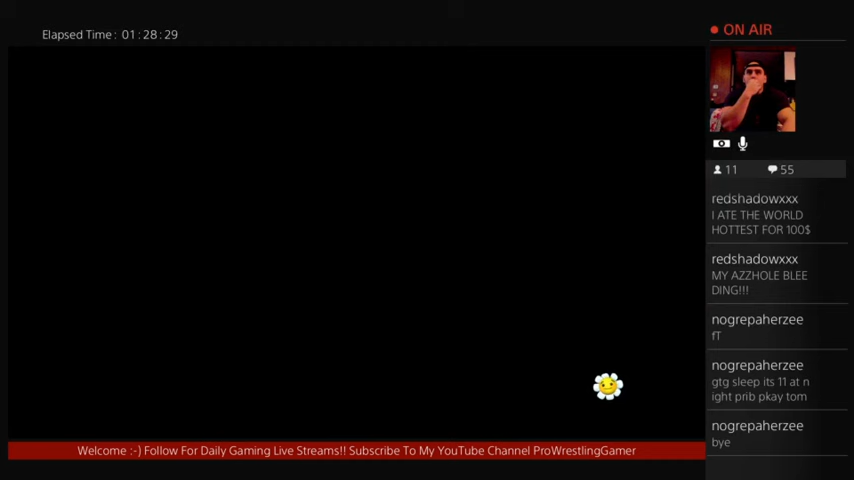 Elapsed Time : 01:28:29
ON AIR
11 55
redshadowxxx
I ATE THE WORLD
HOTTEST FOR 100$
redshadowxxx
MY AZZHOLE BLEE
DING!!!
nogrepaherzee
fT
nogrepaherzee
gtg sleep its 11 at n
ight prib pkay tom
nogrepaherzee
bye
Welcome :-) Follow For Daily Gaming Live Streams!! Subscribe To My YouTube Channel ProWrestlingGamer